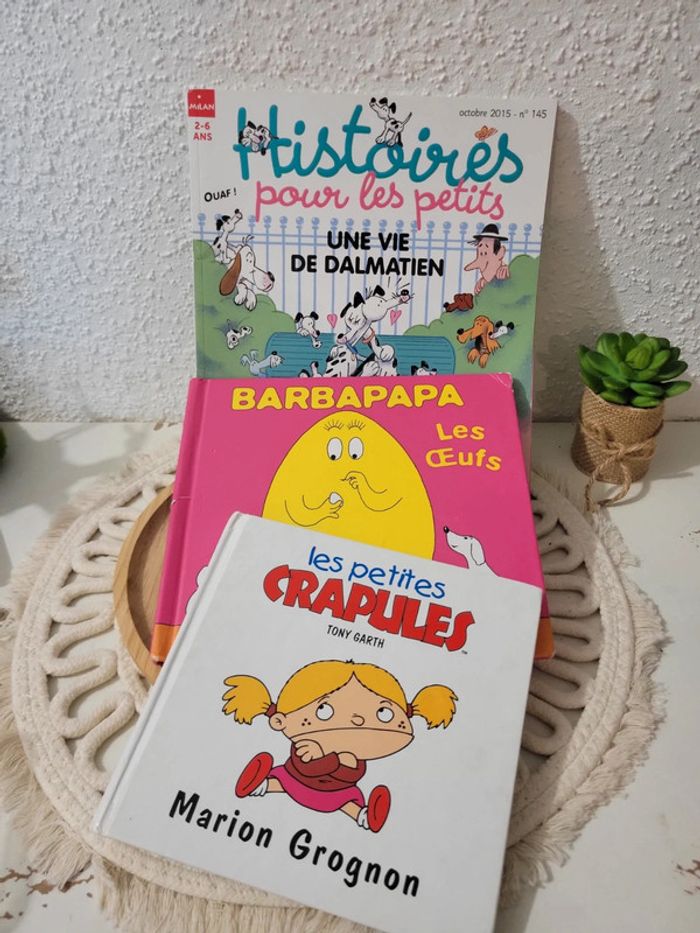 MiLAN
2-6
ANS
octobre 2015 - n° 145
Histoires
pour les petits
OUAF !
UNE VIE
DE DALMATIEN
BARBAPAPA
Les
Œufs
les petites
CRAPULES™
TONY GARTH
Marion Grognon